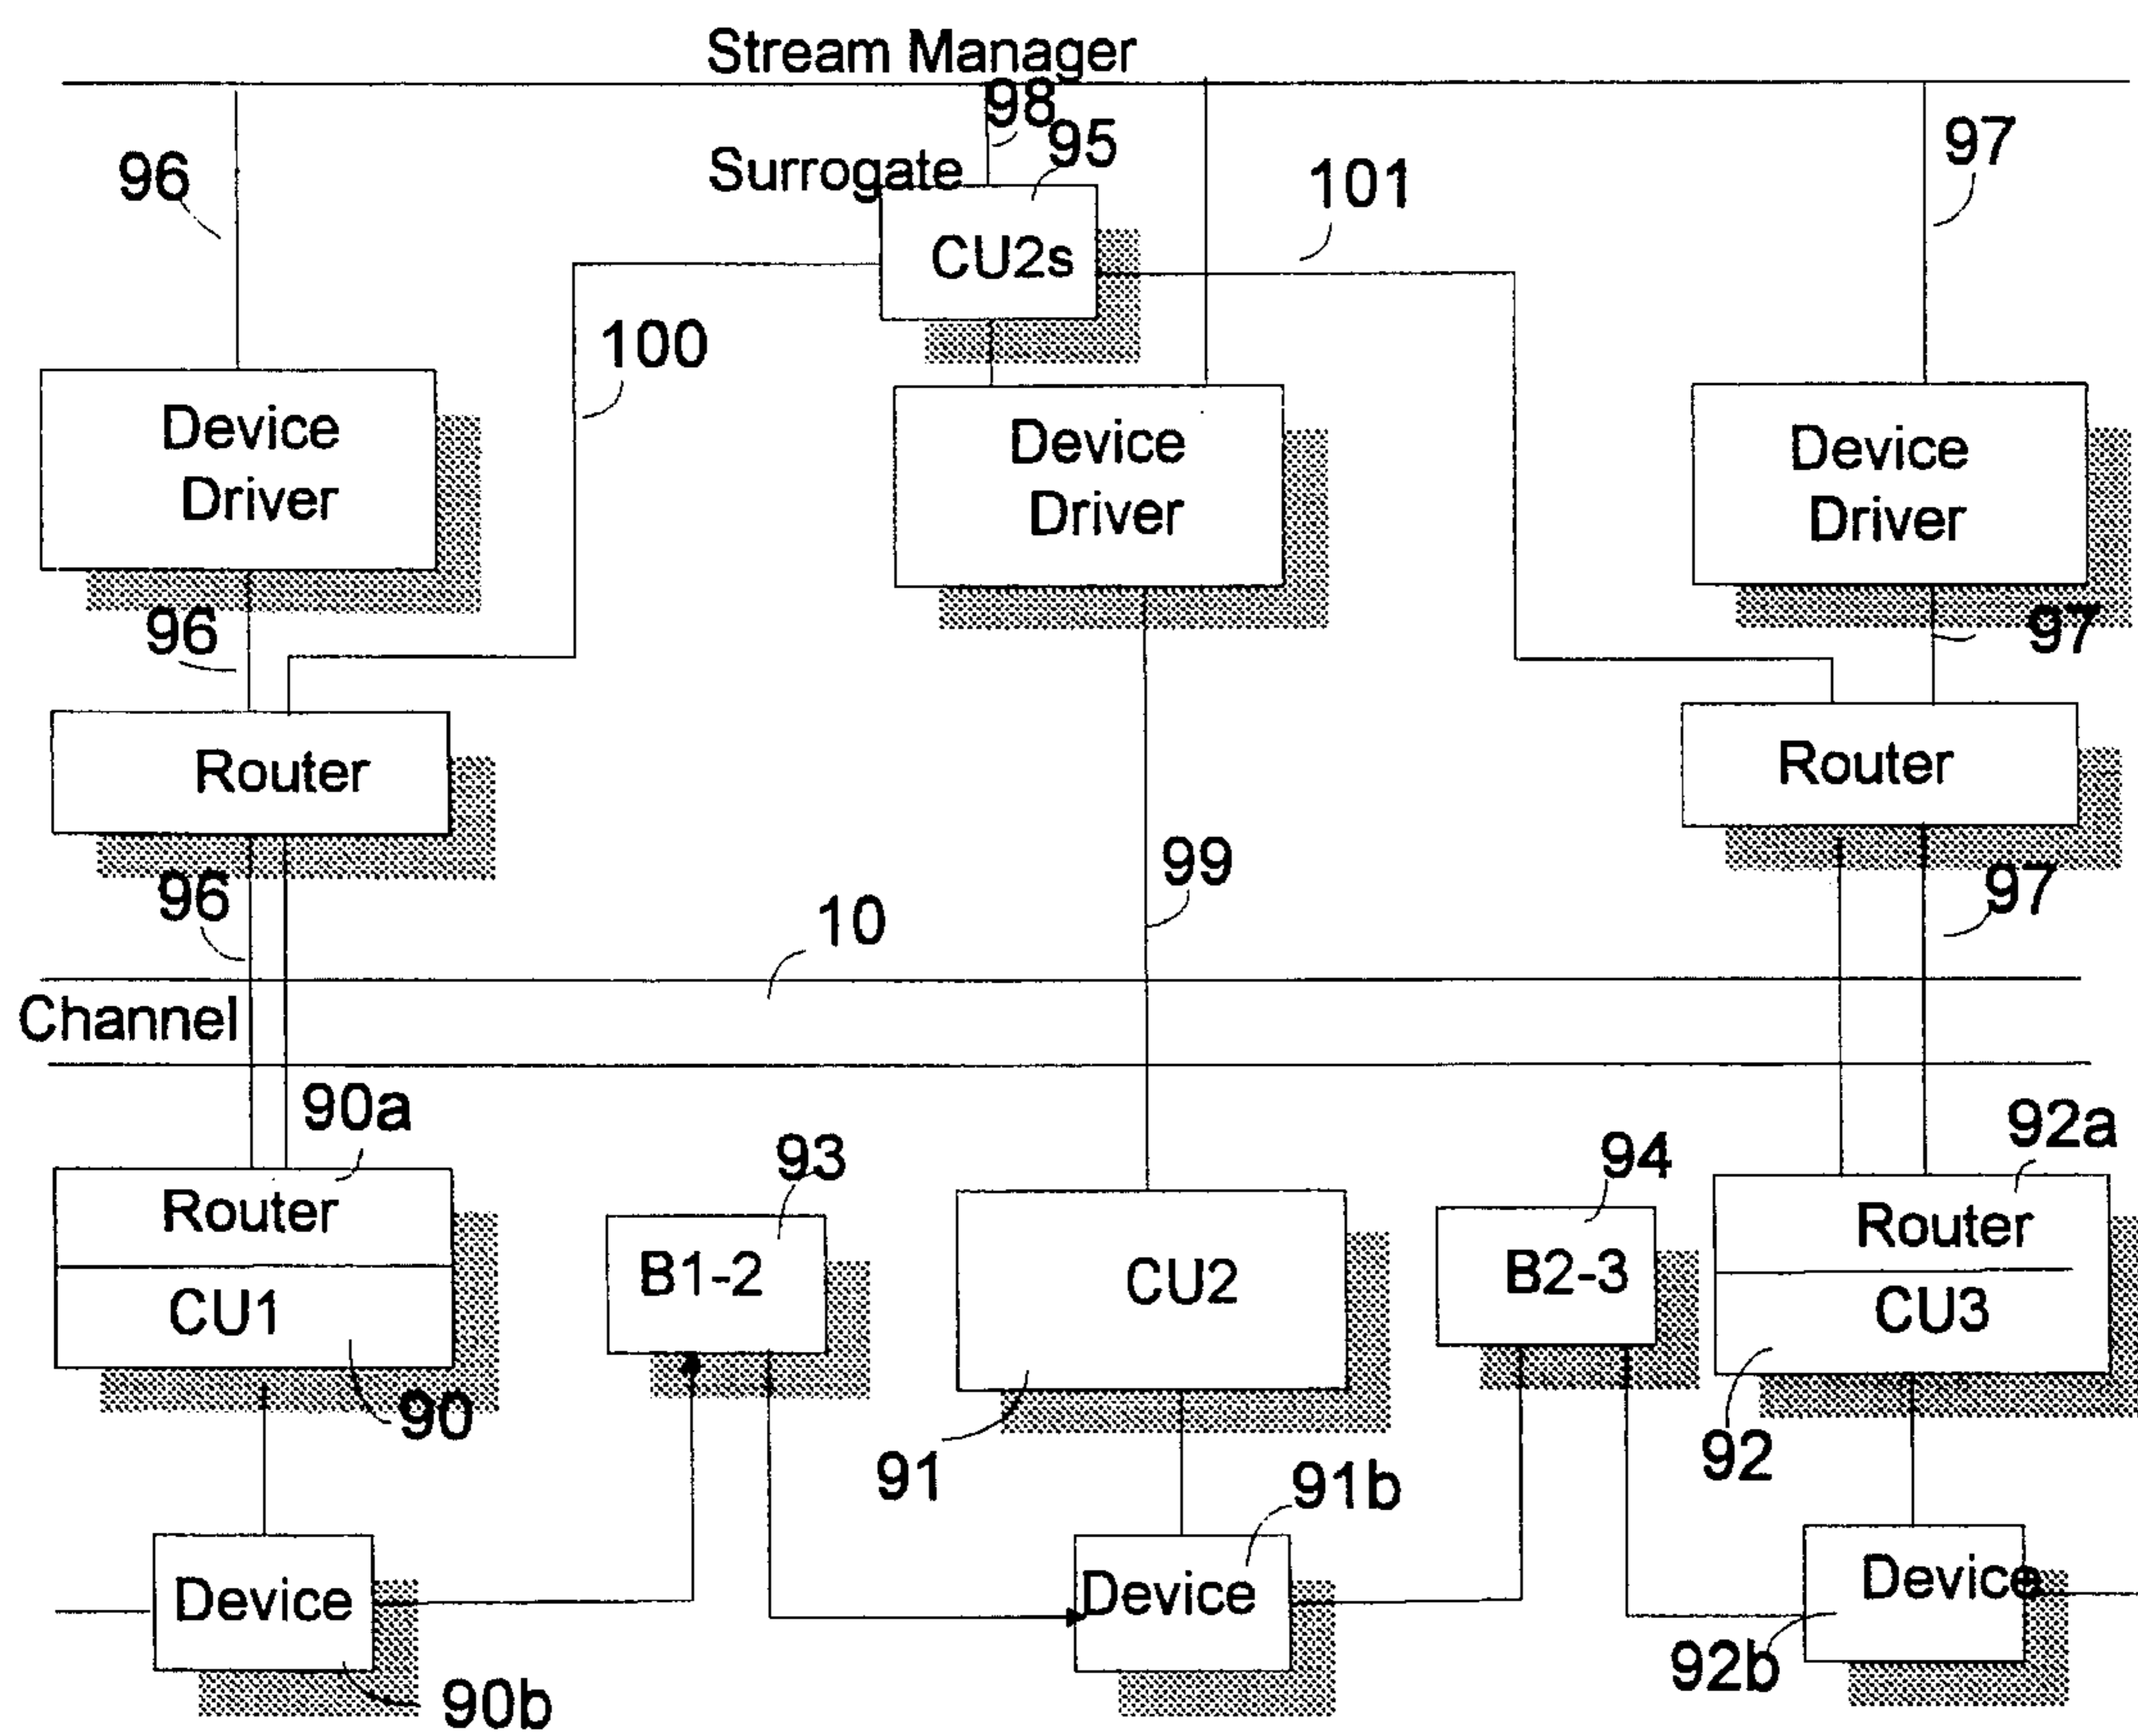 Stream Manager
98
95
97
96
Surrogate
101
CU2s
100
Device
Driver
Device
Driver
Device
Driver
96
97
Router
Router
99
96
97
10
Channel
90a
93
94
92a
Router
B1-2
CU2
B2-3
Router
CU1
CU3
90
91
92
91b
Device
Device
Device
90b
92b